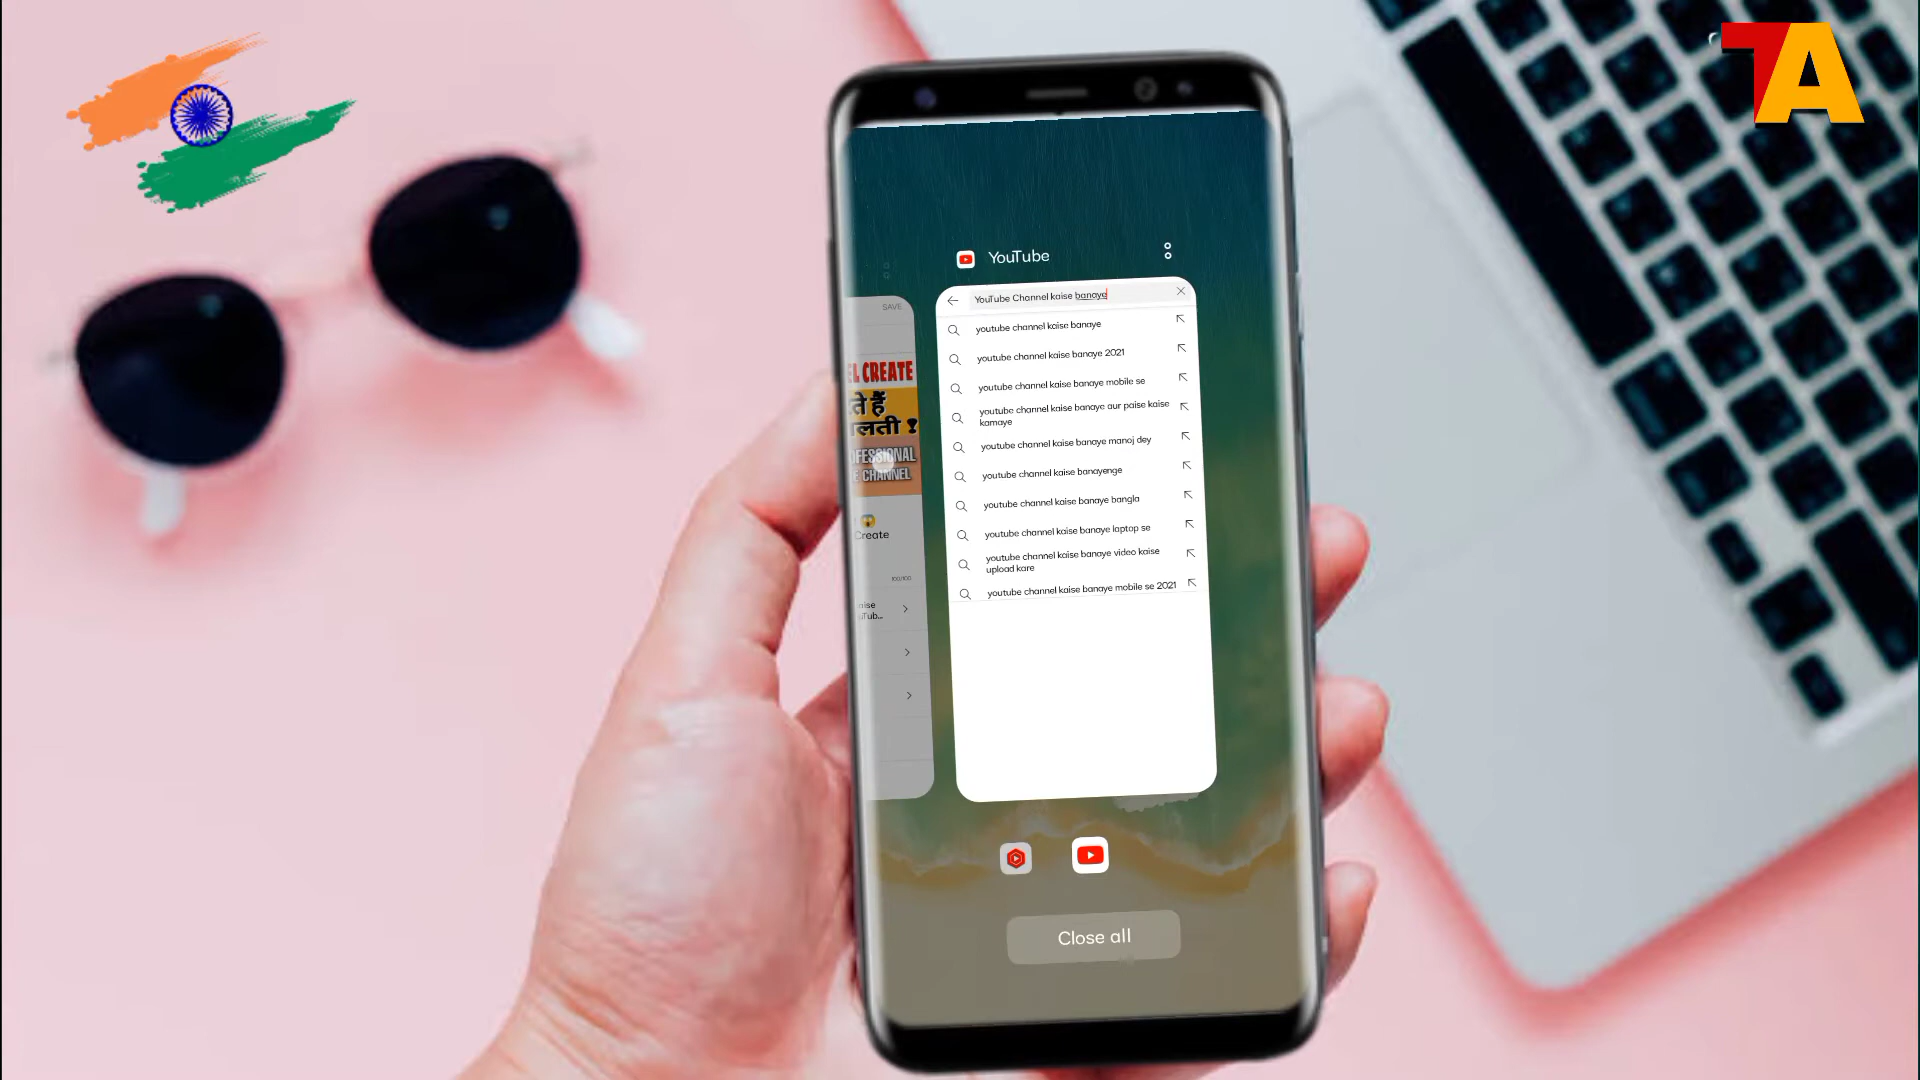 TA
YouTube
YouTube Channel kaise banaye
youtube channel kaise banaye
youtube channel kaise banaye 2021
youtube channel kaise banaye mobile se
youtube channel kaise banaye aur paise kaise
kamaye
youtube channel kaise banaye manoj dey
youtube channel kaise banayenge
youtube channel kaise banaye bangla
youtube channel kaise banaye laptop se
youtube channel kaise banaye video kaise
upload kare
youtube channel kaise banaye mobile se 2021
SAVE
CREATE
हैं
!
CHANNEL
Create
100/100
Close all